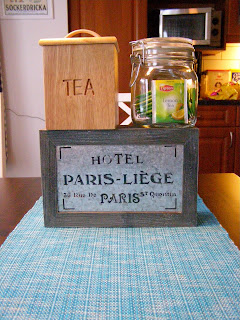 SOCKERDRICKA
TEA
Lipton
HOTEL
PARIS-LIÈGE
PARIS